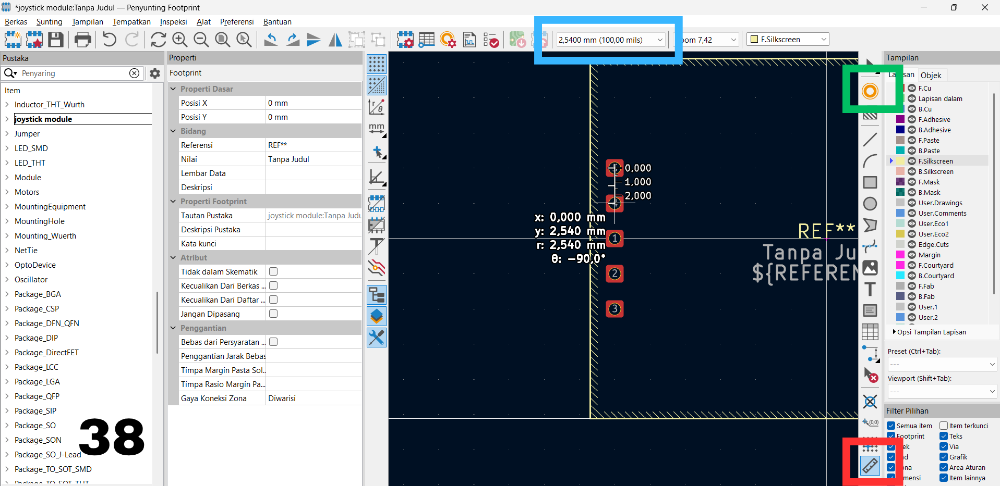 *joystick module:Tanpa Judul — Penyunting Footprint
Berkas Sunting Tampilan Tempatkan Inspeksi Alat Preferensi Bantuan
2,5400 mm (100,00 mils)
oom 7,42
F.Silkscreen
Pustaka
Penyaring
Item
Inductor_THT_Wurth
joystick module
Jumper
LED_SMD
LED_THT
Module
Motors
MountingEquipment
MountingHole
Mounting_Wuerth
NetTie
OptoDevice
Oscillator
Package_BGA
Package_CSP
Package_DFN_QFN
Package_DIP
Package_DirectFET
Package_LCC
Package_LGA
Package_QFP
Package_SIP
Package_SO
Package_SON
Package_SO_J-Lead
Package_TO_SOT_SMD
Package_TO_SOT_THT
38
Properti
Footprint
Properti Dasar
Posisi X 0 mm
Posisi Y 0 mm
Bidang
Referensi REF**
Nilai Tanpa Judul
Lembar Data
Deskripsi
Properti Footprint
Tautan Pustaka joystick module:Tanpa Judu
Deskripsi Pustaka
Kata kunci
Atribut
Tidak dalam Skematik
Kecualikan Dari Berkas ...
Kecualikan Dari Daftar ...
Jangan Dipasang
Penggantian
Bebas dari Persyaratan ...
Penggantian Jarak Bebas
Timpa Margin Pasta Sol...
Timpa Rasio Margin Pa...
Gaya Koneksi Zona Diwarisi
mm
0,000
1,000
2,000
x: 0,000 mm
y: 2,540 mm
r: 2,540 mm
θ: -90,0°
1
2
3
REF**
Tanpa Ju
${REFEREN
(0,0)
Tampilan
Lapisan Objek
F.Cu
Lapisan dalam
B.Cu
F.Adhesive
B.Adhesive
F.Paste
B.Paste
F.Silkscreen
B.Silkscreen
F.Mask
B.Mask
User.Drawings
User.Comments
User.Eco1
User.Eco2
Edge.Cuts
Margin
F.Courtyard
B.Courtyard
F.Fab
B.Fab
User.1
User.2
Opsi Tampilan Lapisan
Preset (Ctrl+Tab):
---
Viewport (Shift+Tab):
---
Filter Pilihan
Semua item Item terkunci
Footprint Teks
ek Via
ad Grafik
ona Area Aturan
mensi Item lainnya